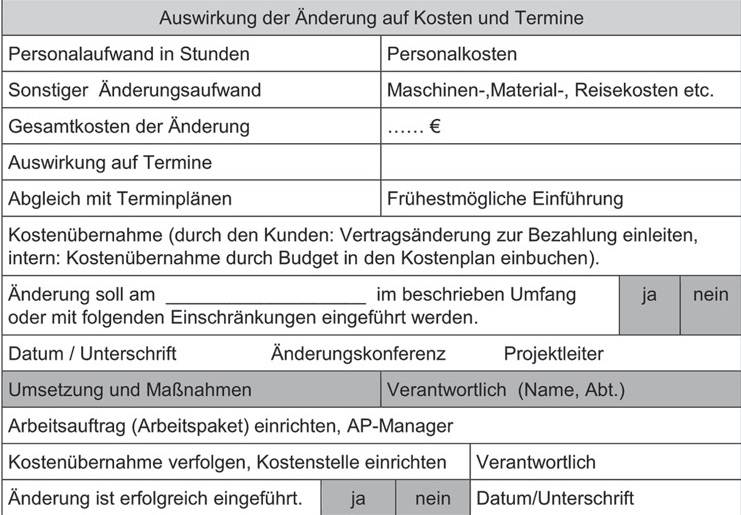 Auswirkung der Änderung auf Kosten und Termine
Personalaufwand in Stunden Personalkosten
Sonstiger Änderungsaufwand Maschinen-,Material-, Reisekosten etc.
Gesamtkosten der Änderung …… €
Auswirkung auf Termine
Abgleich mit Terminplänen Frühestmögliche Einführung
Kostenübernahme (durch den Kunden: Vertragsänderung zur Bezahlung einleiten,
intern: Kostenübernahme durch Budget in den Kostenplan einbuchen).
Änderung soll am ____________________ im beschrieben Umfang ja nein
oder mit folgenden Einschränkungen eingeführt werden.
Datum / Unterschrift Änderungskonferenz Projektleiter
Umsetzung und Maßnahmen Verantwortlich (Name, Abt.)
Arbeitsauftrag (Arbeitspaket) einrichten, AP-Manager
Kostenübernahme verfolgen, Kostenstelle einrichten Verantwortlich
Änderung ist erfolgreich eingeführt. ja nein Datum/Unterschrift